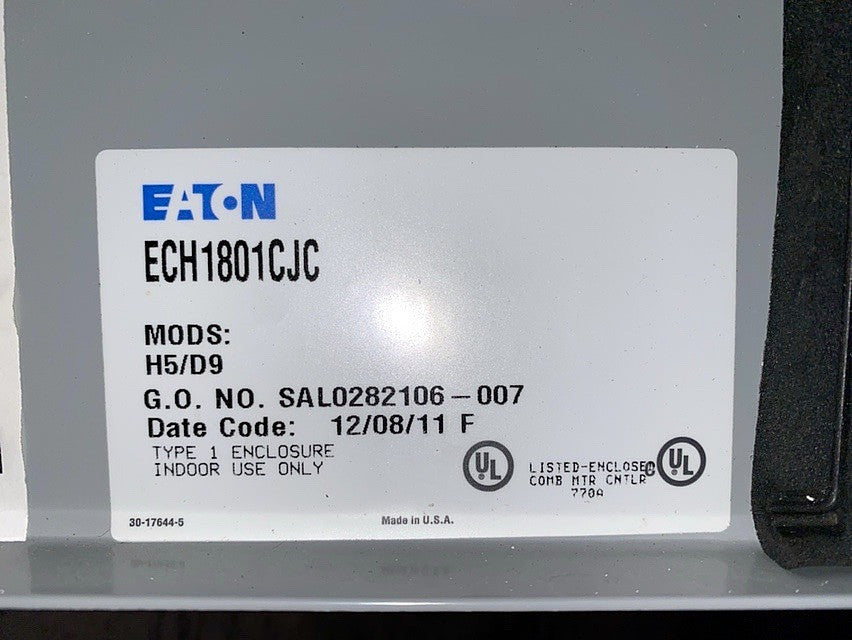 EATON
ECH1801CJC
MODS:
H5/D9
G.O. NO. SAL0282106-007
Date Code: 12/08/11 F
TYPE 1 ENCLOSURE
INDOOR USE ONLY
UL
LISTED-ENCLOSED
COMB MTR CNTLR
770A
C UL
30-17644-5
Made in U.S.A.